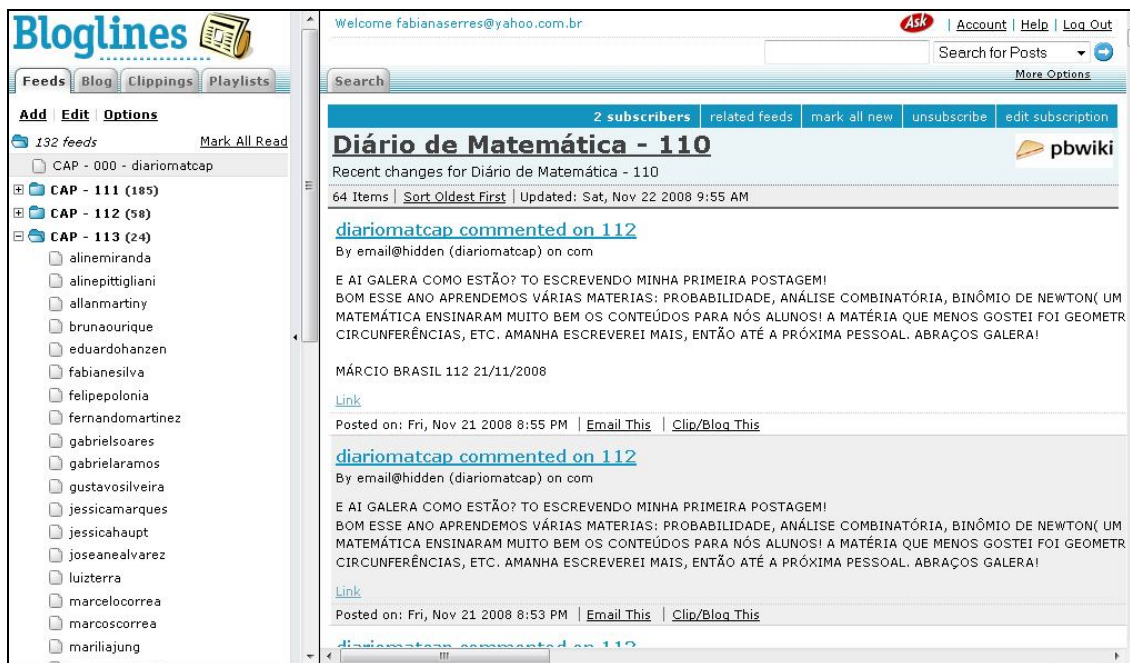 Bloglines
Feeds Blog Clippings Playlists
Add | Edit | Options
132 feeds Mark All Read
CAP - 000 - diariomatcap
CAP - 111 (185)
CAP - 112 (58)
CAP - 113 (24)
alinemiranda
alinepittigliani
allanmartiny
brunaourique
eduardohanzen
fabianesilva
felipepolonia
fernandomartinez
gabrielsoares
gabrielaramos
gustavosilveira
jessicamarques
jessicahaupt
joseanealvarez
luizterra
marcelocorrea
marcoscorrea
mariliajung
Welcome fabianaserres@yahoo.com.br
Ask | Account | Help | Log Out
Search for Posts
More Options
Search
2 subscribers | related feeds | mark all new | unsubscribe | edit subscription
Diário de Matemática - 110
pbwiki
Recent changes for Diário de Matemática - 110
64 Items | Sort Oldest First | Updated: Sat, Nov 22 2008 9:55 AM
diariomatcap commented on 112
By email@hidden (diariomatcap) on com
E AI GALERA COMO ESTÃO? TO ESCREVENDO MINHA PRIMEIRA POSTAGEM!
BOM ESSE ANO APRENDEMOS VÁRIAS MATERIAS: PROBABILIDADE, ANÁLISE COMBINATÓRIA, BINÔMIO DE NEWTON( UM
MATEMÁTICA ENSINARAM MUITO BEM OS CONTEÚDOS PARA NÓS ALUNOS! A MATÉRIA QUE MENOS GOSTEI FOI GEOMETR
CIRCUNFERÊNCIAS, ETC. AMANHA ESCREVEREI MAIS, ENTÃO ATÉ A PRÓXIMA PESSOAL. ABRAÇOS GALERA!
MÁRCIO BRASIL 112 21/11/2008
Link
Posted on: Fri, Nov 21 2008 8:55 PM | Email This | Clip/Blog This
diariomatcap commented on 112
By email@hidden (diariomatcap) on com
E AI GALERA COMO ESTÃO? TO ESCREVENDO MINHA PRIMEIRA POSTAGEM!
BOM ESSE ANO APRENDEMOS VÁRIAS MATERIAS: PROBABILIDADE, ANÁLISE COMBINATÓRIA, BINÔMIO DE NEWTON( UM
MATEMÁTICA ENSINARAM MUITO BEM OS CONTEÚDOS PARA NÓS ALUNOS! A MATÉRIA QUE MENOS GOSTEI FOI GEOMETR
CIRCUNFERÊNCIAS, ETC. AMANHA ESCREVEREI MAIS, ENTÃO ATÉ A PRÓXIMA PESSOAL. ABRAÇOS GALERA!
Link
Posted on: Fri, Nov 21 2008 8:53 PM | Email This | Clip/Blog This
diariomatcap commented on 112